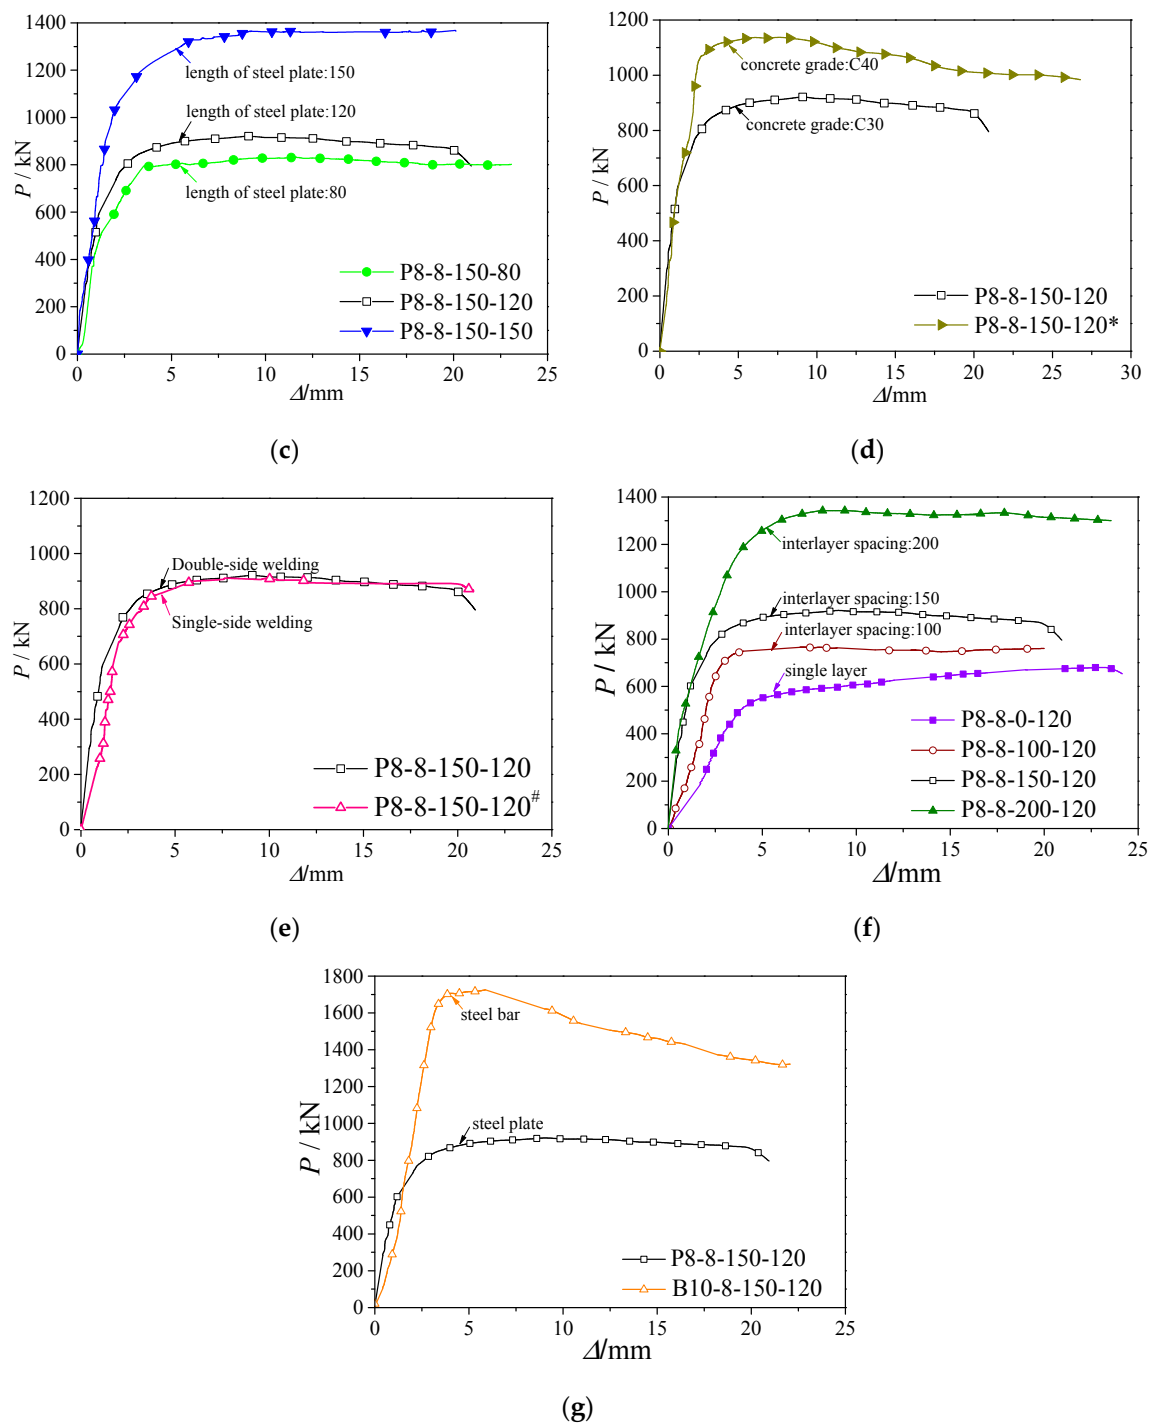 1400
1200
1000
800
600
400
200
0
P / kN
length of steel plate:150
length of steel plate:120
length of steel plate:80
P8-8-150-80
P8-8-150-120
P8-8-150-150
0 5 10 15 20 25
Δ/mm
(c)
1200
1000
800
600
400
200
0
P / kN
concrete grade:C40
concrete grade:C30
P8-8-150-120
P8-8-150-120*
0 5 10 15 20 25 30
Δ/mm
(d)
1200
1000
800
600
400
200
0
P / kN
Double-side welding
Single-side welding
P8-8-150-120
P8-8-150-120#
0 5 10 15 20 25
Δ/mm
(e)
1400
1200
1000
800
600
400
200
0
P / kN
interlayer spacing:200
interlayer spacing:150
interlayer spacing:100
single layer
P8-8-0-120
P8-8-100-120
P8-8-150-120
P8-8-200-120
0 5 10 15 20 25
Δ/mm
(f)
1800
1600
1400
1200
1000
800
600
400
200
0
P / kN
steel bar
steel plate
P8-8-150-120
B10-8-150-120
0 5 10 15 20 25
Δ/mm
(g)